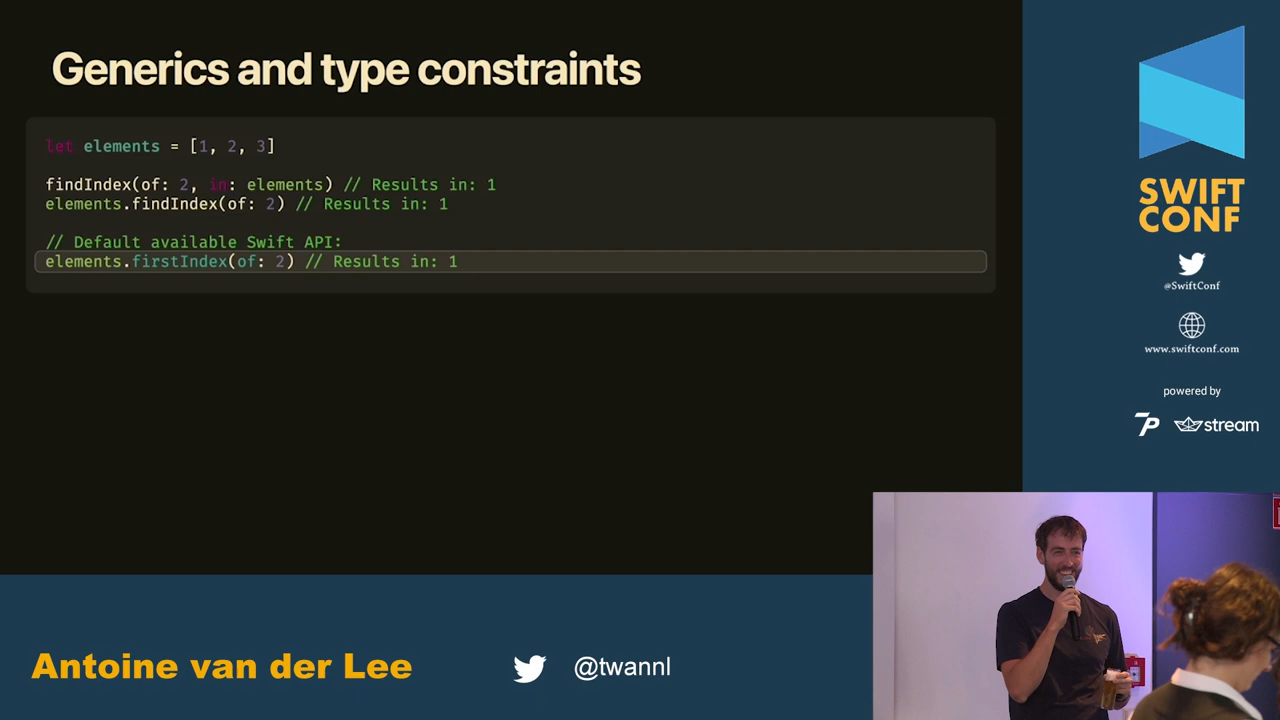 Generics and type constraints
let elements = [1, 2, 3]
findIndex(of: 2, in: elements) // Results in: 1
elements.findIndex(of: 2) // Results in: 1
// Default available Swift API:
elements.firstIndex(of: 2) // Results in: 1
SWIFT
CONF
@SwiftConf
www.swiftconf.com
powered by
7P stream
Antoine van der Lee
@twannl